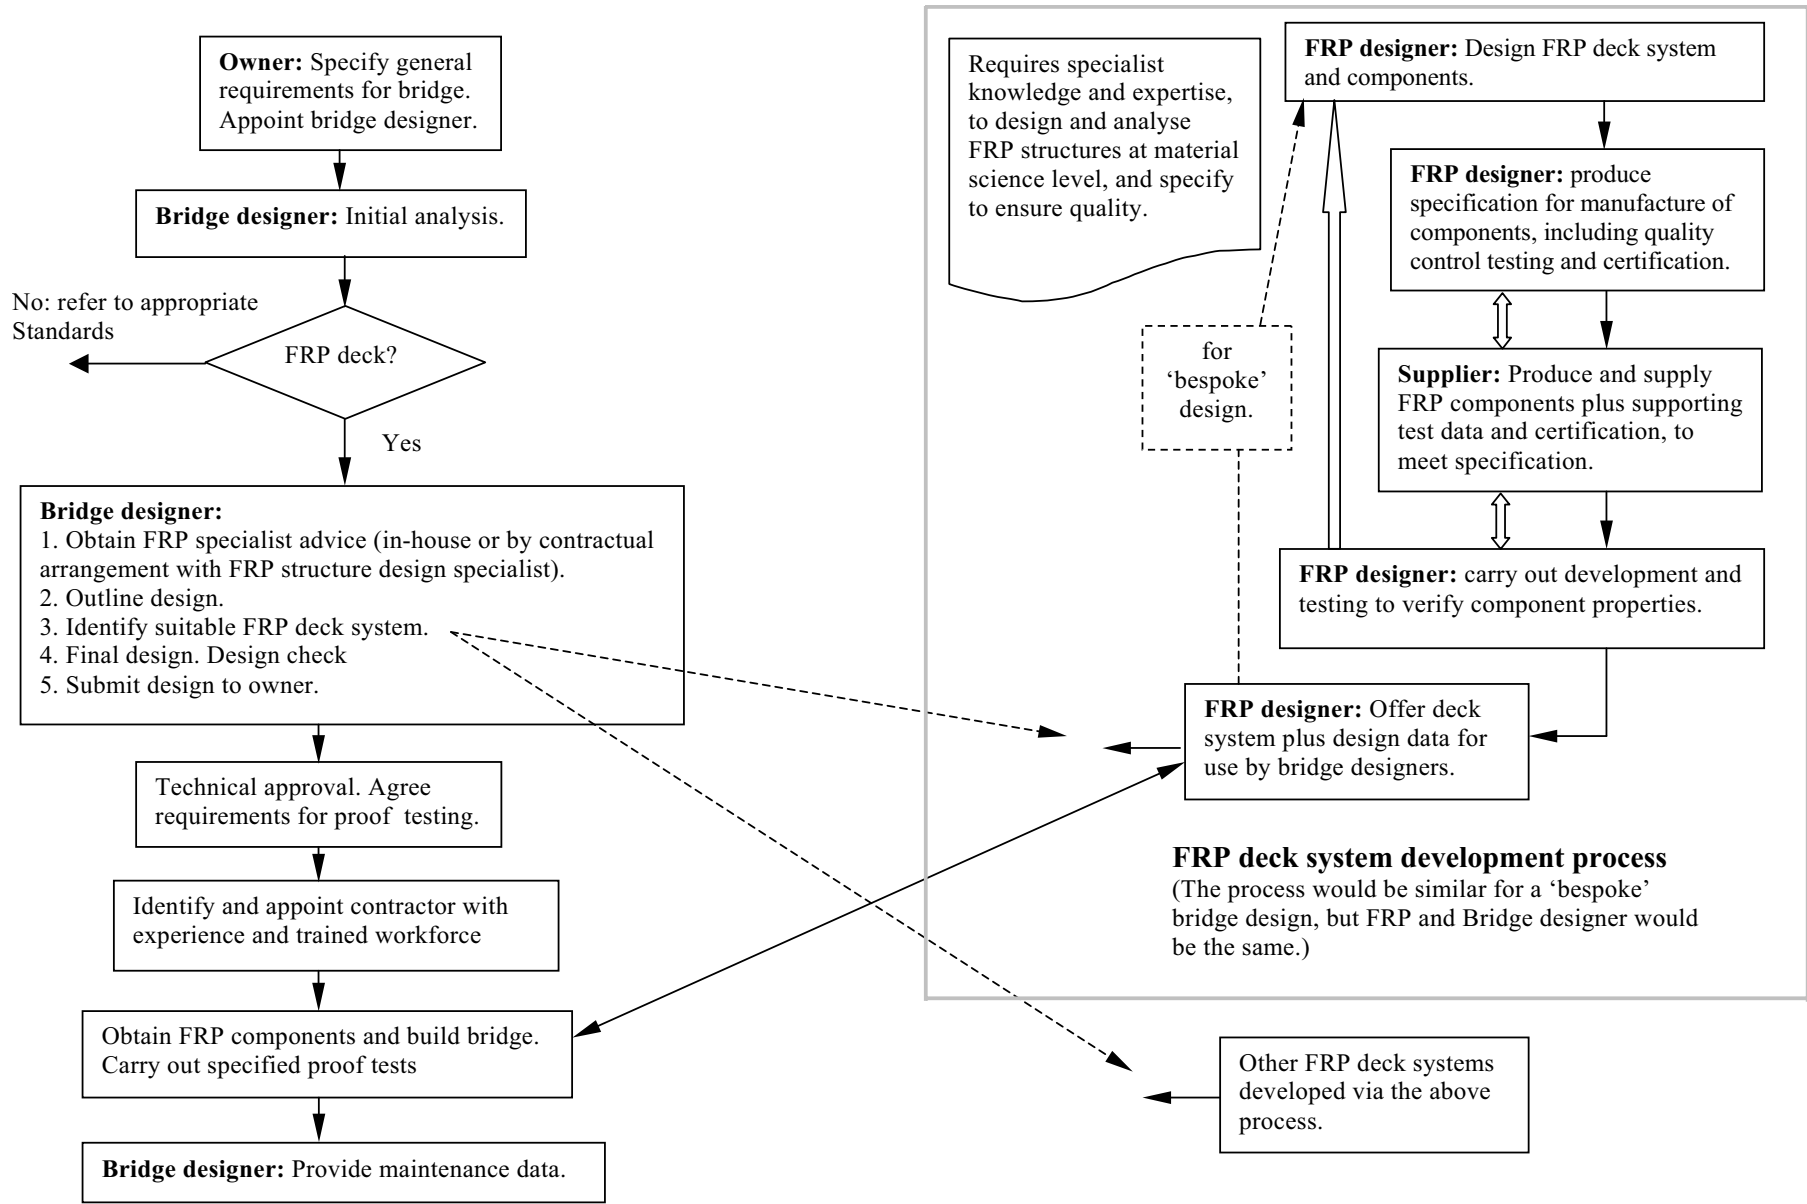 Owner: Specify general
requirements for bridge.
Appoint bridge designer.
Bridge designer: Initial analysis.
No: refer to appropriate
Standards
FRP deck?
Yes
Bridge designer:
1. Obtain FRP specialist advice (in-house or by contractual
arrangement with FRP structure design specialist).
2. Outline design.
3. Identify suitable FRP deck system.
4. Final design. Design check
5. Submit design to owner.
Technical approval. Agree
requirements for proof  testing.
Identify and appoint contractor with
experience and trained workforce
Obtain FRP components and build bridge.
Carry out specified proof tests
Bridge designer: Provide maintenance data.
Requires specialist
knowledge and expertise,
to design and analyse
FRP structures at material
science level, and specify
to ensure quality.
for
‘bespoke’
design.
FRP designer: Design FRP deck system
and components.
FRP designer: produce
specification for manufacture of
components, including quality
control testing and certification.
Supplier: Produce and supply
FRP components plus supporting
test data and certification, to
meet specification.
FRP designer: carry out development and
testing to verify component properties.
FRP designer: Offer deck
system plus design data for
use by bridge designers.
FRP deck system development process
(The process would be similar for a ‘bespoke’
bridge design, but FRP and Bridge designer would
be the same.)
Other FRP deck systems
developed via the above
process.